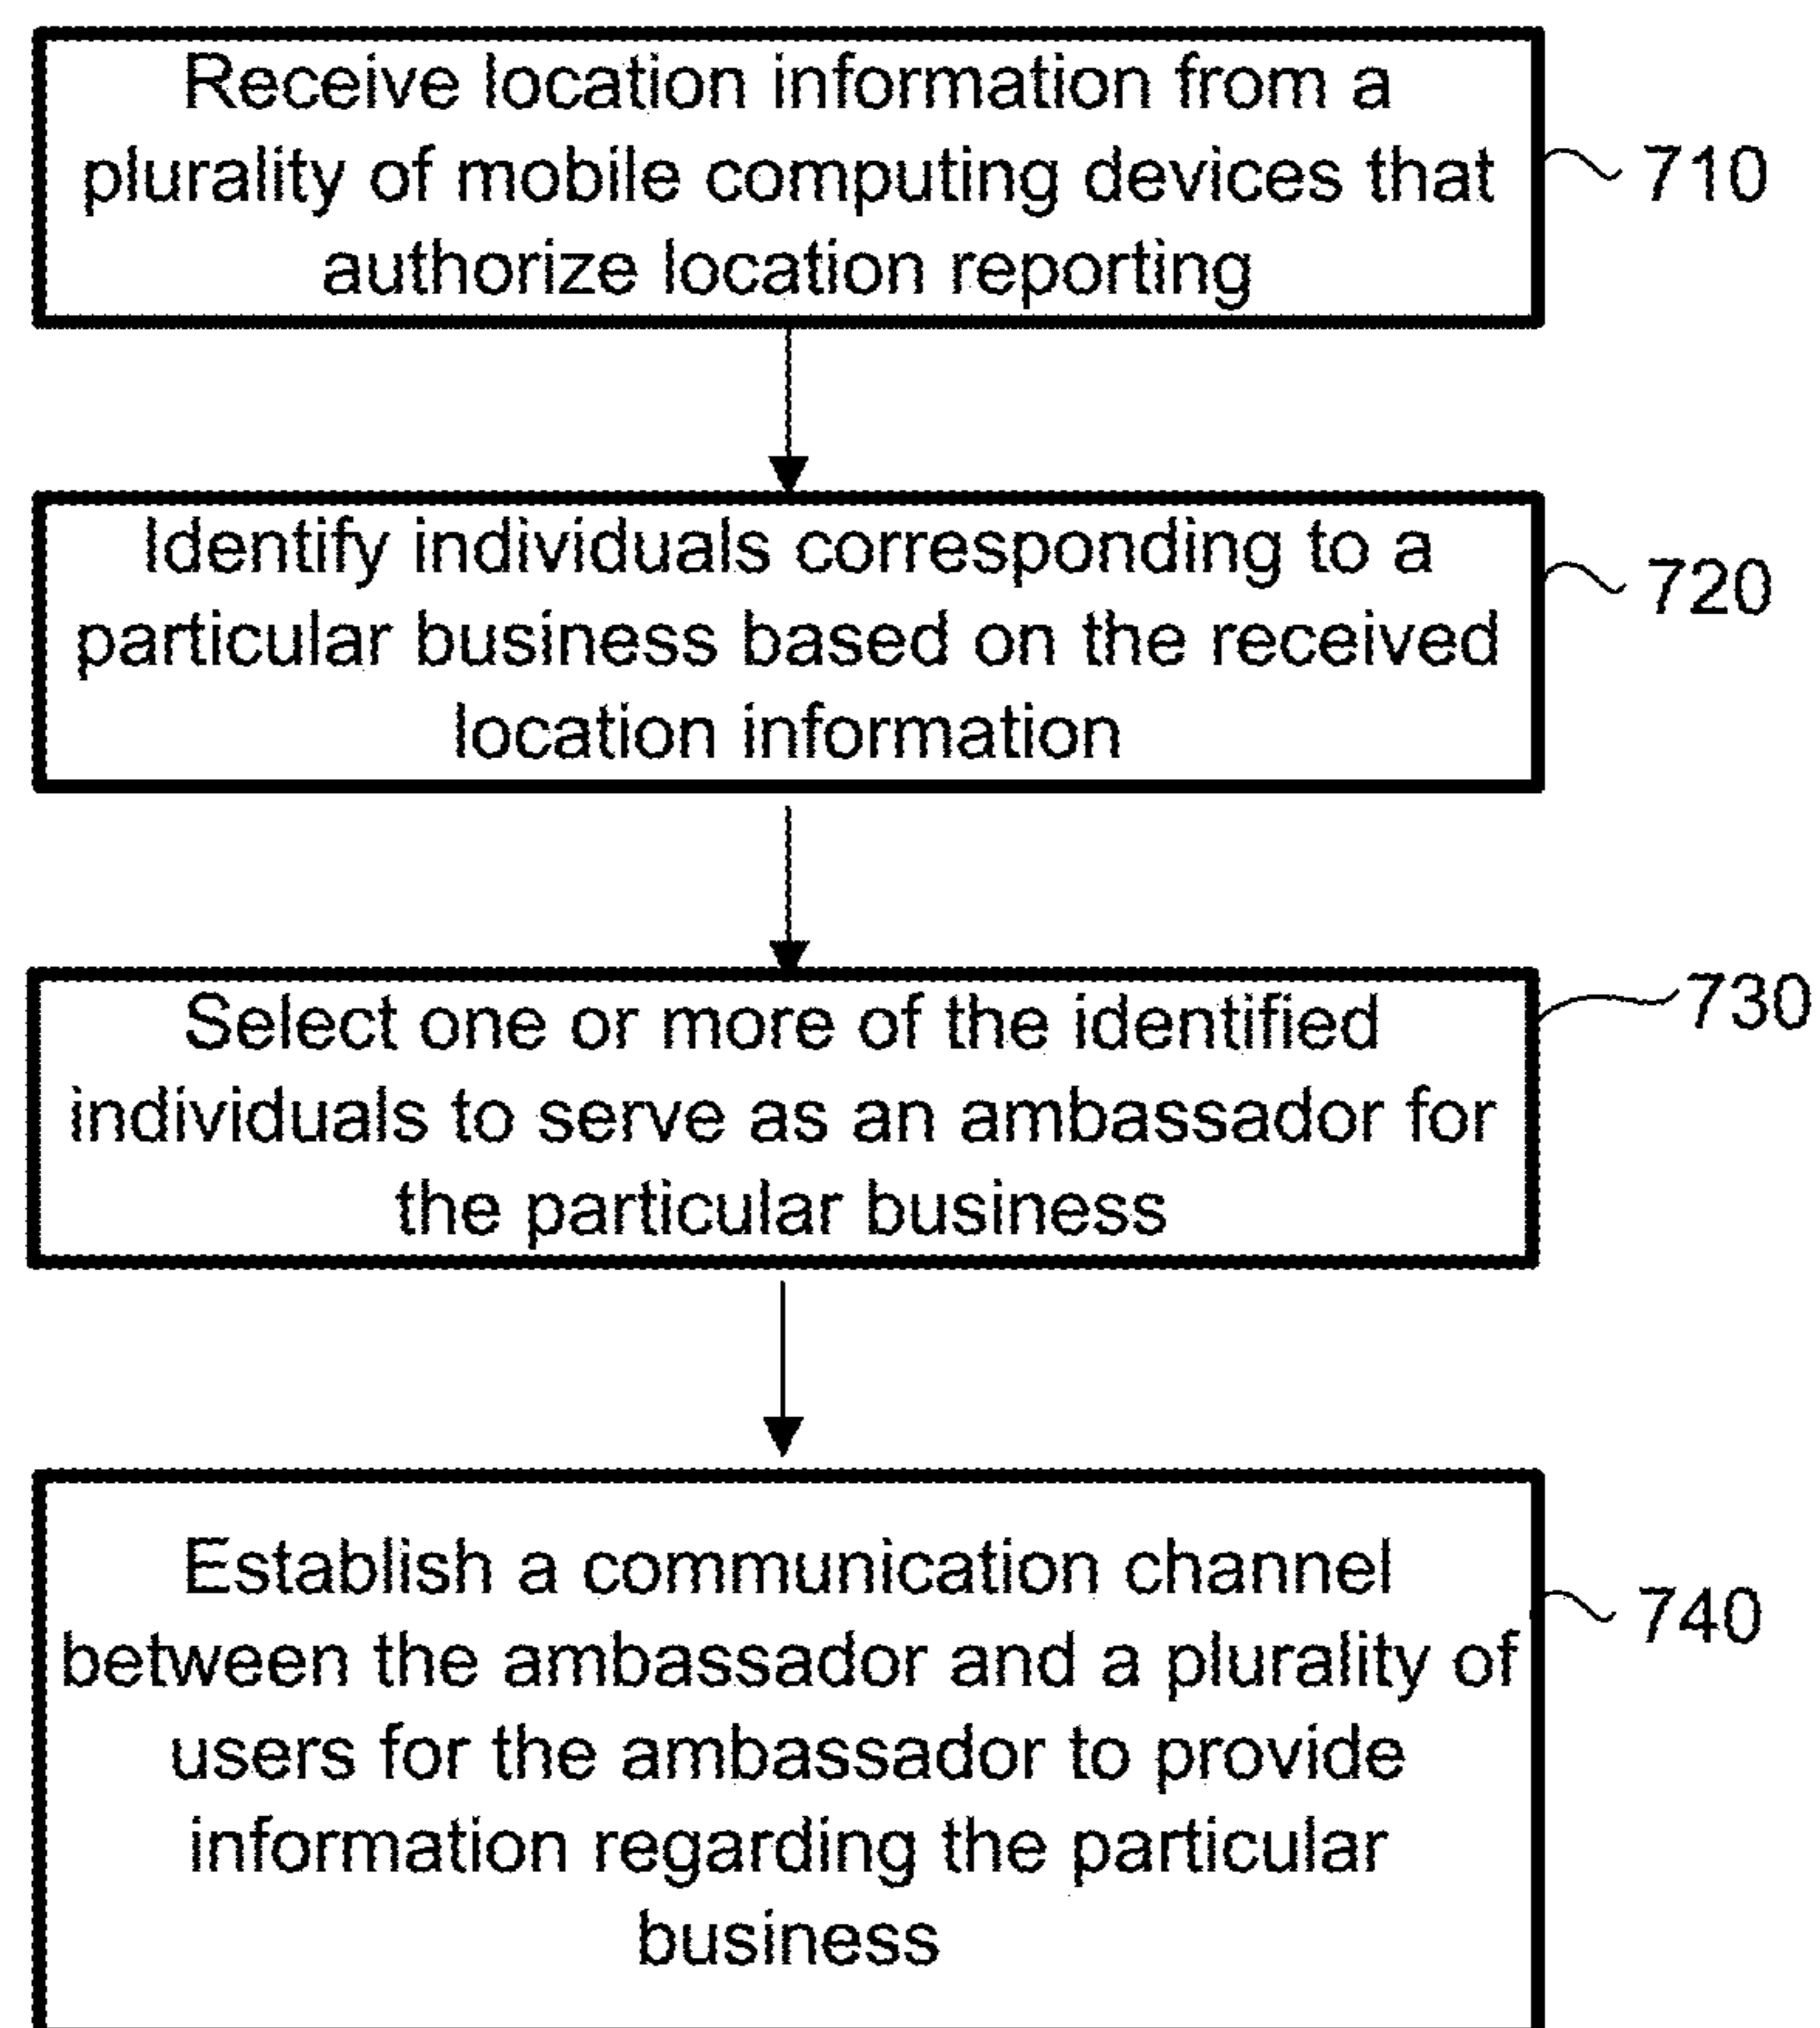 Receive location information from a
plurality of mobile computing devices that
authorize location reporting
710
Identify individuals corresponding to a
particular business based on the received
location information
720
Select one or more of the identified
individuals to serve as an ambassador for
the particular business
730
Establish a communication channel
between the ambassador and a plurality of
users for the ambassador to provide
information regarding the particular
business
740